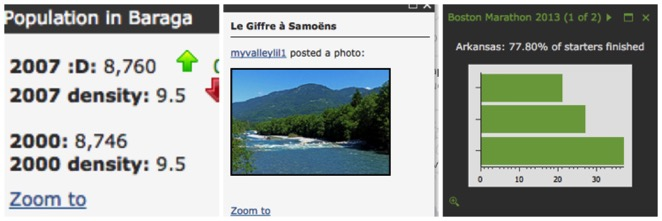 Population in Baraga
2007 :D: 8,760
2007 density: 9.5
2000: 8,746
2000 density: 9.5
Zoom to
Le Giffre à Samoëns
myvalleylil1 posted a photo:
Zoom to
Boston Marathon 2013 (1 of 2)
Arkansas: 77.80% of starters finished
0 10 20 30